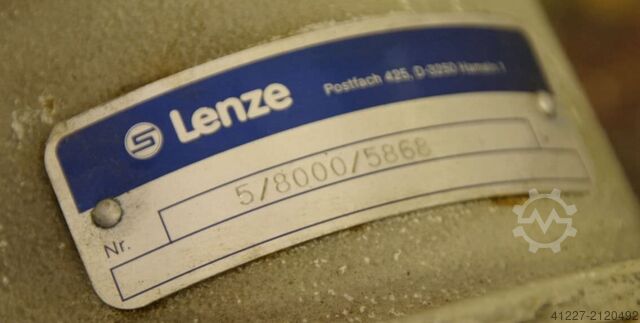 Lenze
Postfach 425, D-3250 Hameln 1
Nr.
5/8000/5868
41227-2120492